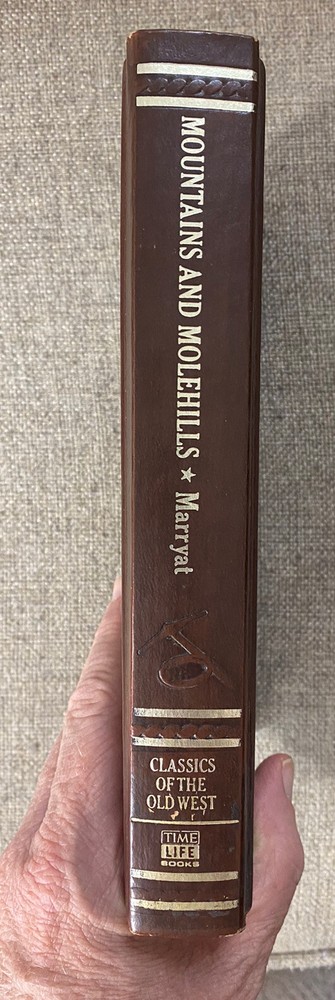 MOUNTAINS AND MOLEHILLS ★ Marryat
CLASSICS
OF THE
OLD WEST
TIME
LIFE
BOOKS